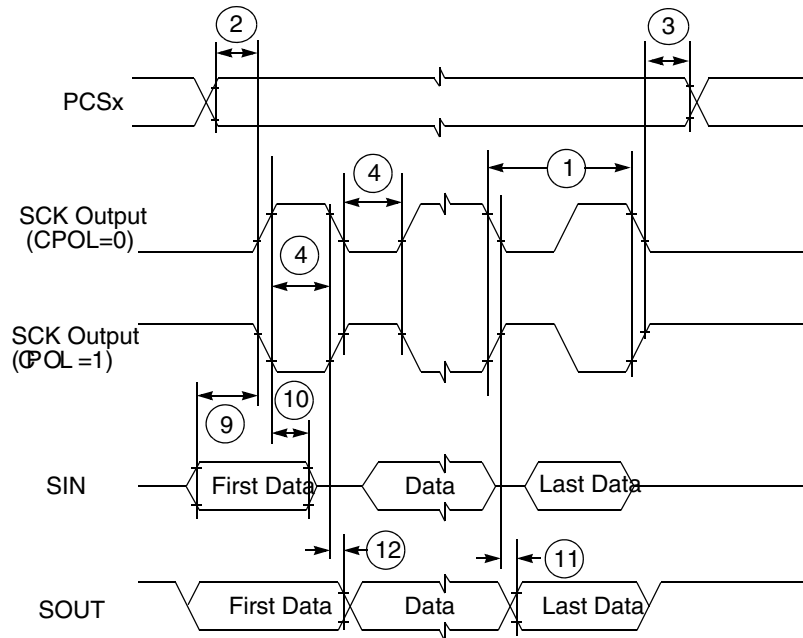 2
3
PCSx
4
1
SCK Output
(CPOL=0)
4
SCK Output
(CPOL=1)
9
10
SIN
First Data
Data
Last Data
12
11
SOUT
First Data
Data
Last Data